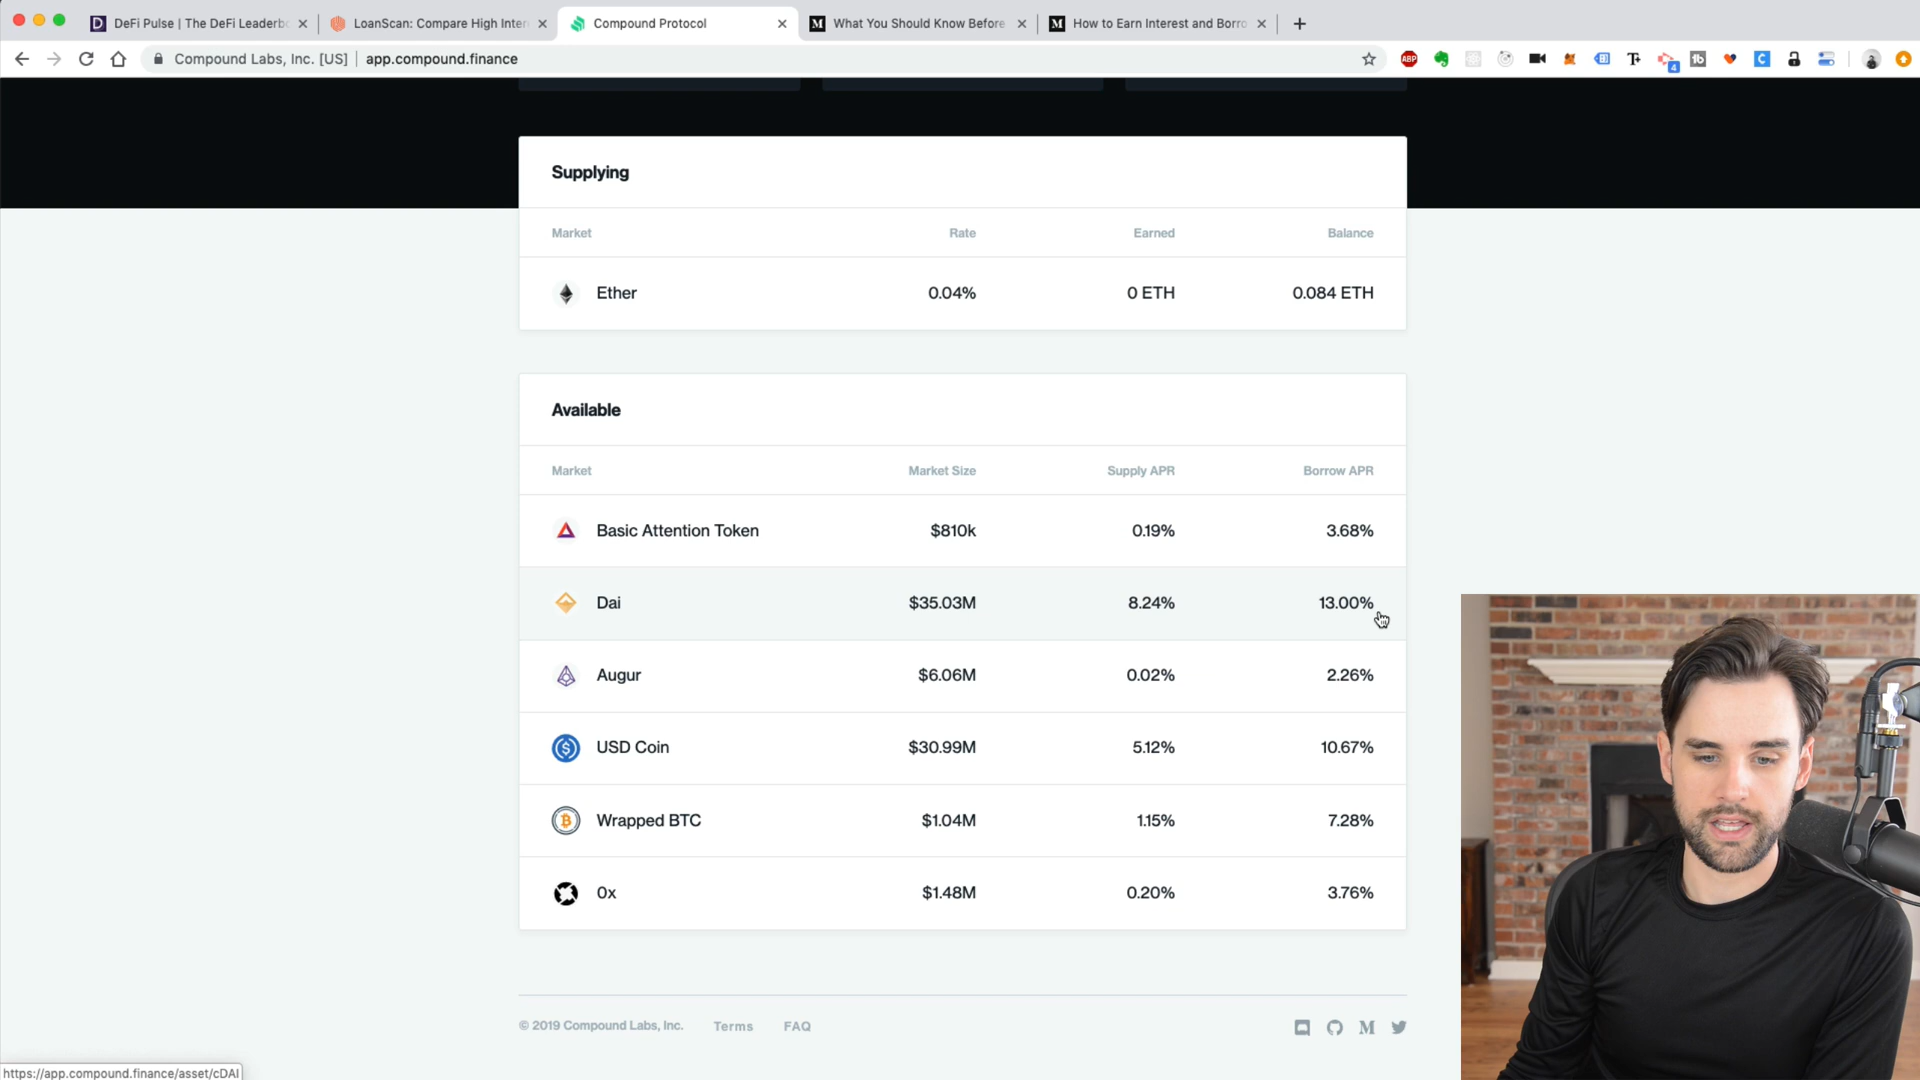 DeFi Pulse | The DeFi Leaderbo
LoanScan: Compare High Inter
Compound Protocol
What You Should Know Before
How to Earn Interest and Borro
Compound Labs, Inc. [US] | app.compound.finance
ABP
4
Supplying
Market Rate Earned Balance
Ether 0.04% 0 ETH 0.084 ETH
Available
Market Market Size Supply APR Borrow APR
Basic Attention Token $810k 0.19% 3.68%
Dai $35.03M 8.24% 13.00%
Augur $6.06M 0.02% 2.26%
USD Coin $30.99M 5.12% 10.67%
Wrapped BTC $1.04M 1.15% 7.28%
0x $1.48M 0.20% 3.76%
© 2019 Compound Labs, Inc. Terms FAQ
https://app.compound.finance/asset/cDAI